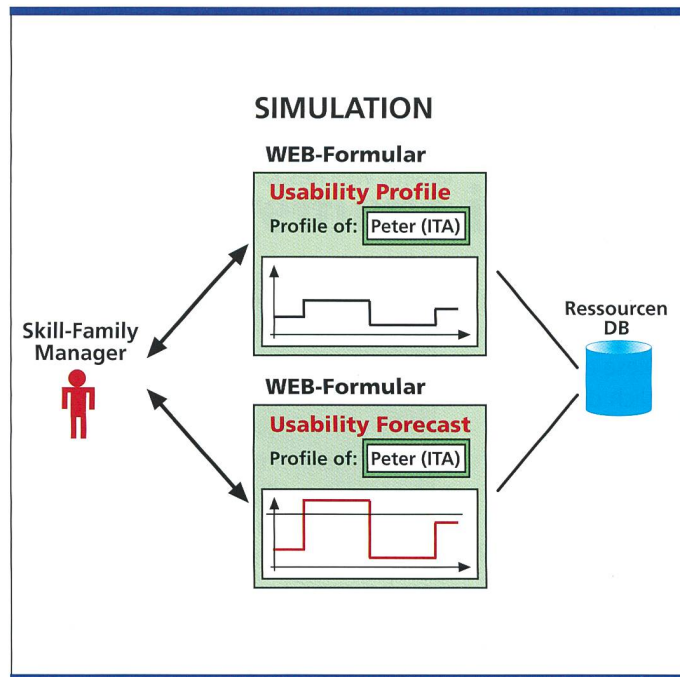 SIMULATION
WEB-Formular
Usability Profile
Profile of: Peter (ITA)
Skill-Family
Manager
Ressourcen
DB
WEB-Formular
Usability Forecast
Profile of: Peter (ITA)